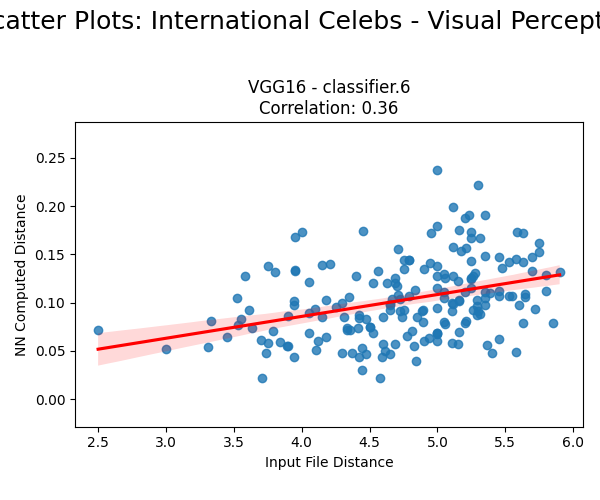 catter Plots: International Celebs - Visual Percept
VGG16 - classifier.6
Correlation: 0.36
NN Computed Distance
0.25
0.20
0.15
0.10
0.05
0.00
2.5 3.0 3.5 4.0 4.5 5.0 5.5 6.0
Input File Distance